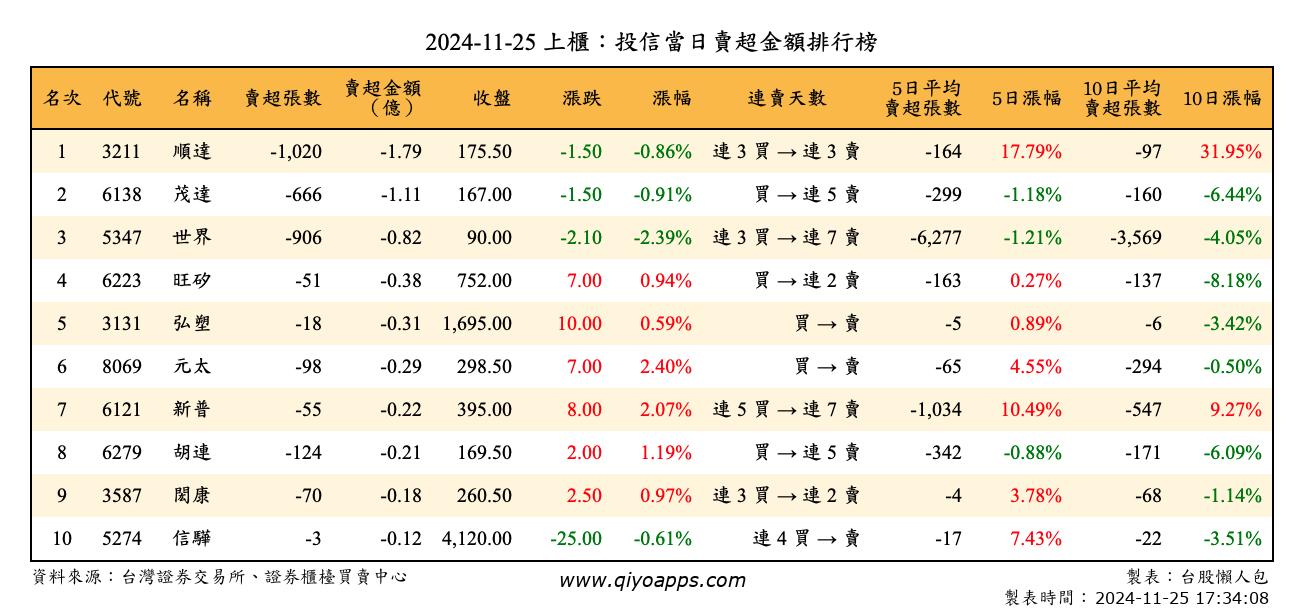 2024-11-25 上櫃：投信當日賣超金額排行榜
名次 代號 名稱 賣超張數 賣超金額（億） 收盤 漲跌 漲幅 連賣天數 5日平均賣超張數 5日漲幅 10日平均賣超張數 10日漲幅
1 3211 順達 -1,020 -1.79 175.50 -1.50 -0.86% 連 3 買 → 連 3 賣 -164 17.79% -97 31.95%
2 6138 茂達 -666 -1.11 167.00 -1.50 -0.91% 買 → 連 5 賣 -299 -1.18% -160 -6.44%
3 5347 世界 -906 -0.82 90.00 -2.10 -2.39% 連 3 買 → 連 7 賣 -6,277 -1.21% -3,569 -4.05%
4 6223 旺矽 -51 -0.38 752.00 7.00 0.94% 買 → 連 2 賣 -163 0.27% -137 -8.18%
5 3131 弘塑 -18 -0.31 1,695.00 10.00 0.59% 買 → 賣 -5 0.89% -6 -3.42%
6 8069 元太 -98 -0.29 298.50 7.00 2.40% 買 → 賣 -65 4.55% -294 -0.50%
7 6121 新普 -55 -0.22 395.00 8.00 2.07% 連 5 買 → 連 7 賣 -1,034 10.49% -547 9.27%
8 6279 胡連 -124 -0.21 169.50 2.00 1.19% 買 → 連 5 賣 -342 -0.88% -171 -6.09%
9 3587 閎康 -70 -0.18 260.50 2.50 0.97% 連 3 買 → 連 2 賣 -4 3.78% -68 -1.14%
10 5274 信驊 -3 -0.12 4,120.00 -25.00 -0.61% 連 4 買 → 賣 -17 7.43% -22 -3.51%
資料來源：台灣證券交易所、證券櫃檯買賣中心 www.qiyoapps.com 製表：台股懶人包
製表時間： 2024-11-25 17:34:08